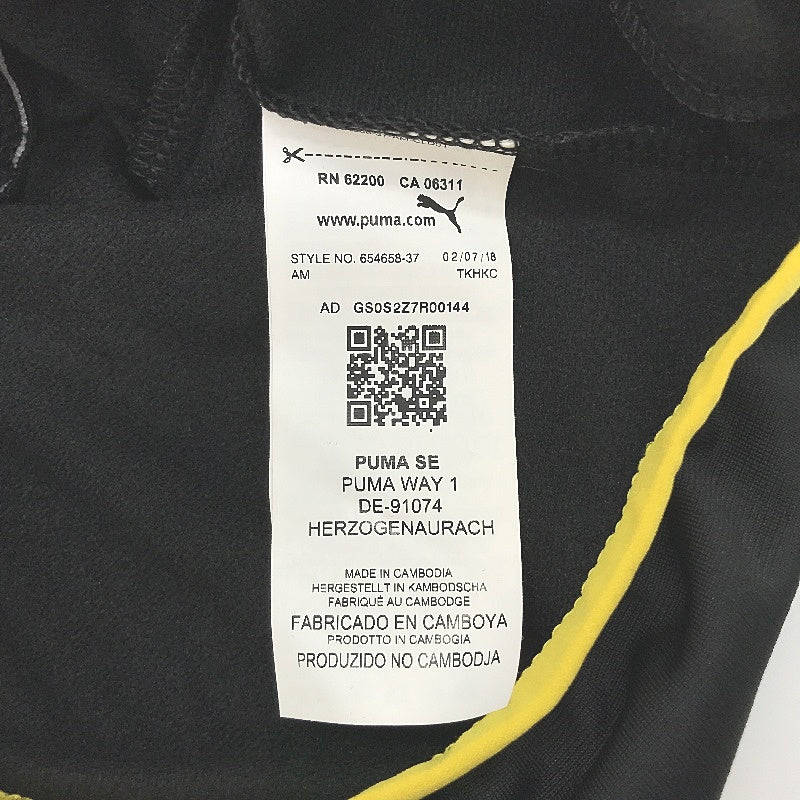 RN 62200 CA 06311
www.puma.com
STYLE NO. 654658-37 02/07/18
AM TKHKC
AD GS0S2Z7R00144
PUMA SE
PUMA WAY 1
DE-91074
HERZOGENAURACH
MADE IN CAMBODIA
HERGESTELLT IN KAMBODSCHA
FABRIQUÉ AU CAMBODGE
FABRICADO EN CAMBOYA
PRODOTTO IN CAMBOGIA
PRODUZIDO NO CAMBODJA